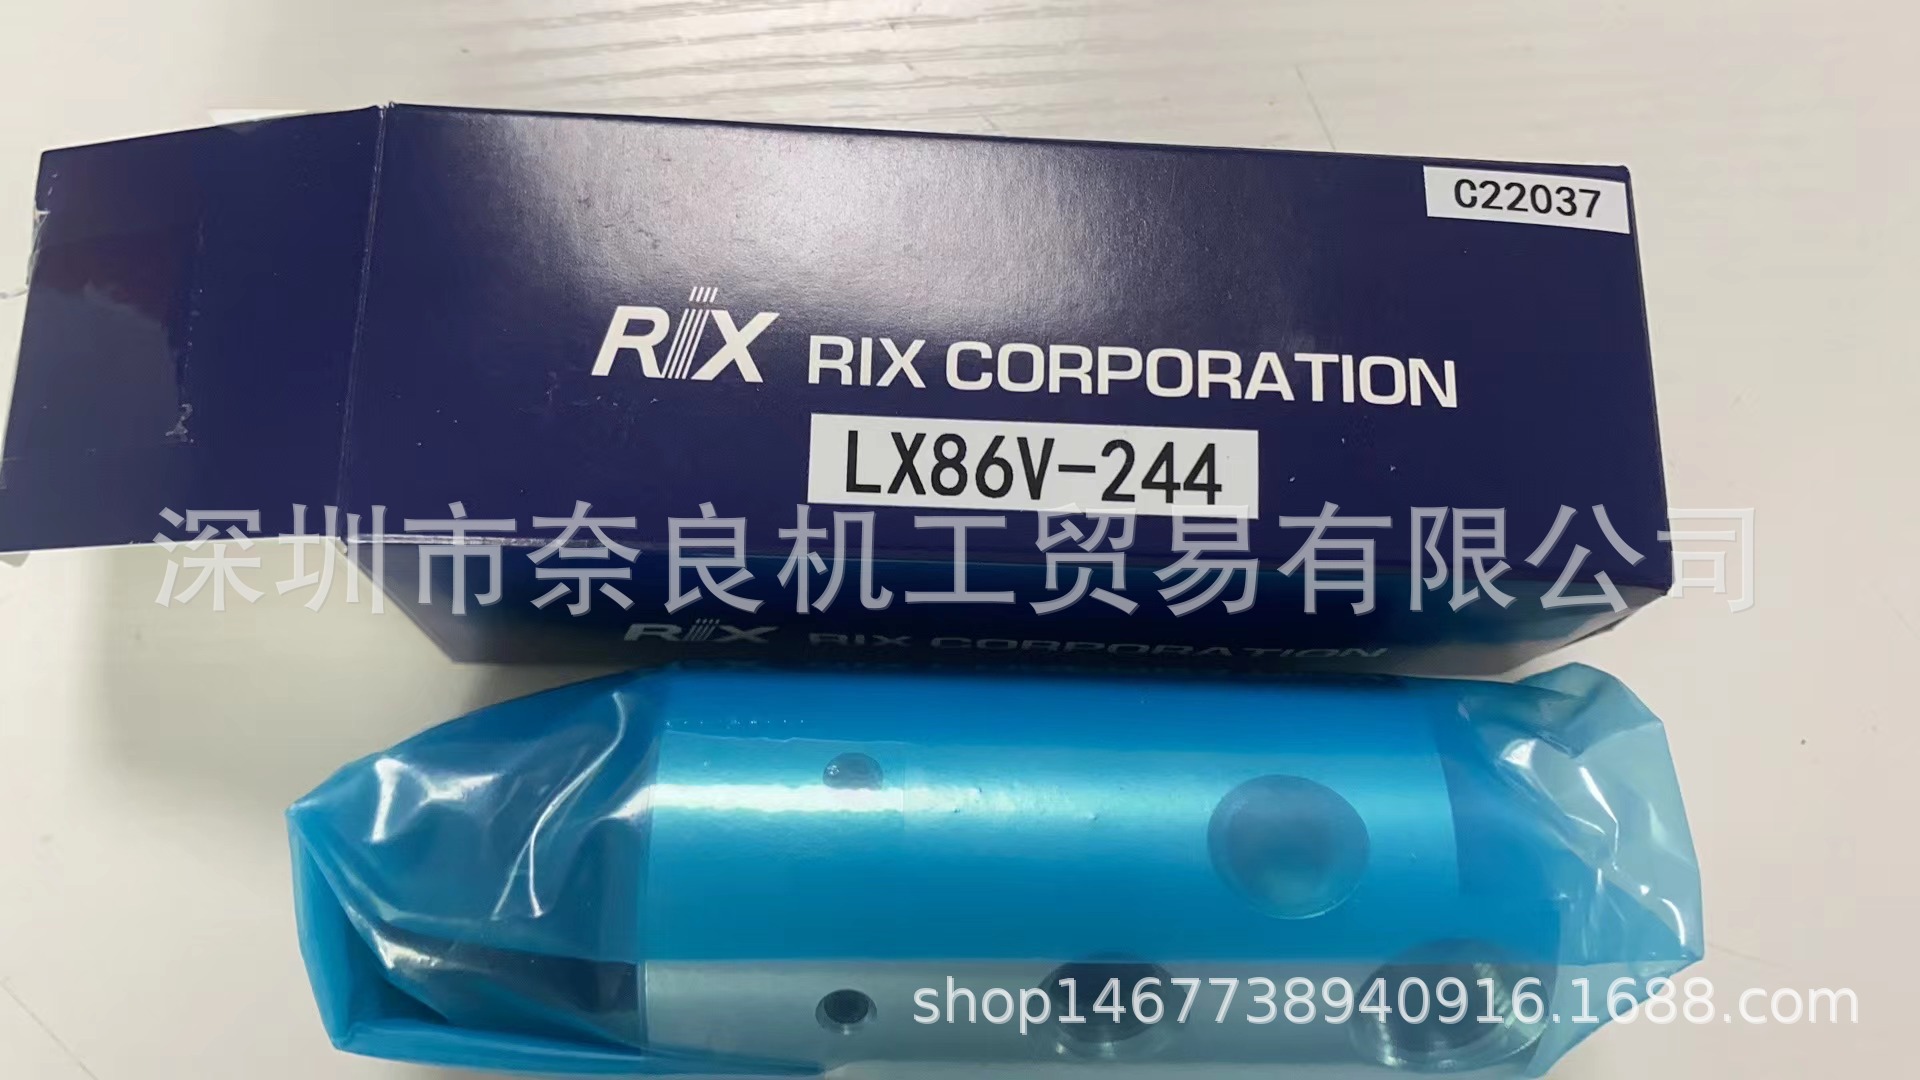 C22037
RIX RIX CORPORATION
LX86V-244
深圳市奈良机工贸易有限公司
RIX RIX CORPORATION
shop1467738940916.1688.com